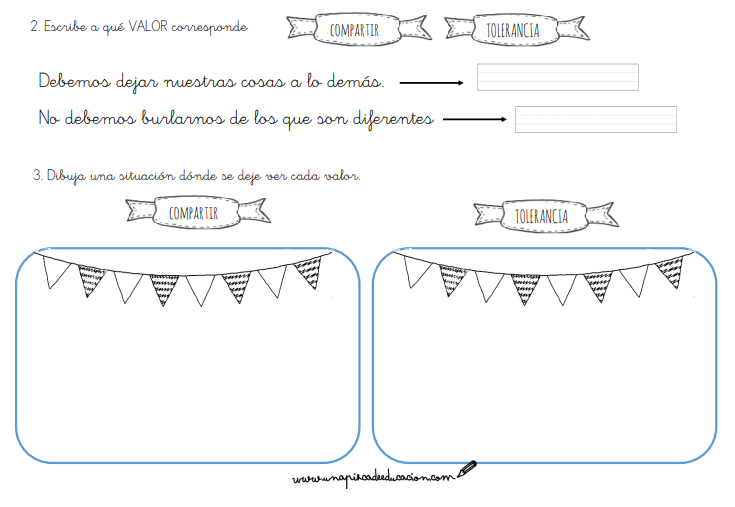 2. Escribe a qué VALOR corresponde
COMPARTIR
TOLERANCIA
Debemos dejar nuestras cosas a lo demás.
No debemos burlarnos de los que son diferentes
3. Dibuja una situación dónde se deje ver cada valor.
COMPARTIR
TOLERANCIA
www.unapizcadeeducacion.com